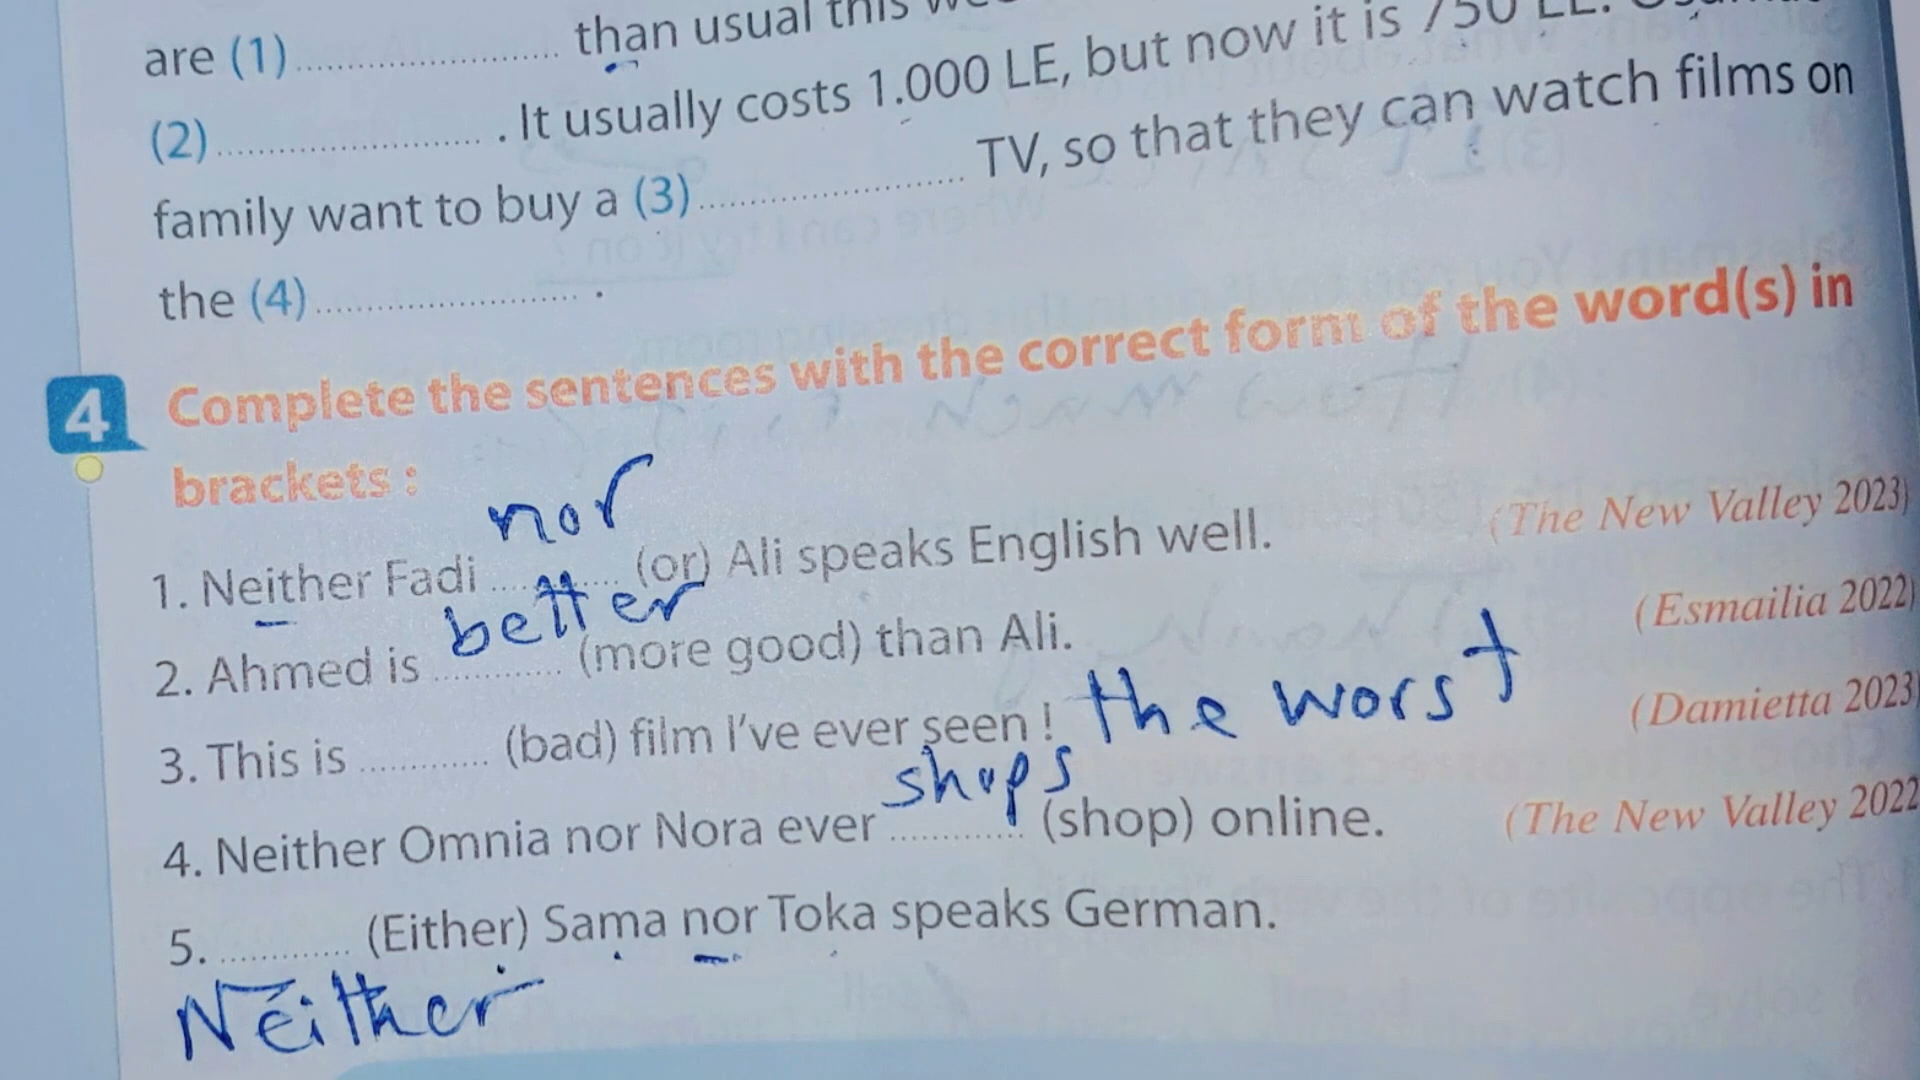 are (1) .................... than usual this
(2) .................... . It usually costs 1.000 LE, but now it is 750 LE.
family want to buy a (3) .................... TV, so that they can watch films on
the (4) .................... .
4 Complete the sentences with the correct form of the word(s) in
brackets :
nor
1. Neither Fadi .......... (or) Ali speaks English well. (The New Valley 2023)
better
2. Ahmed is .......... (more good) than Ali. (Esmailia 2022)
3. This is .......... (bad) film I've ever seen ! the worst (Damietta 2023)
shops
4. Neither Omnia nor Nora ever .......... (shop) online. (The New Valley 2022
5. .......... (Either) Sama nor Toka speaks German.
Neither